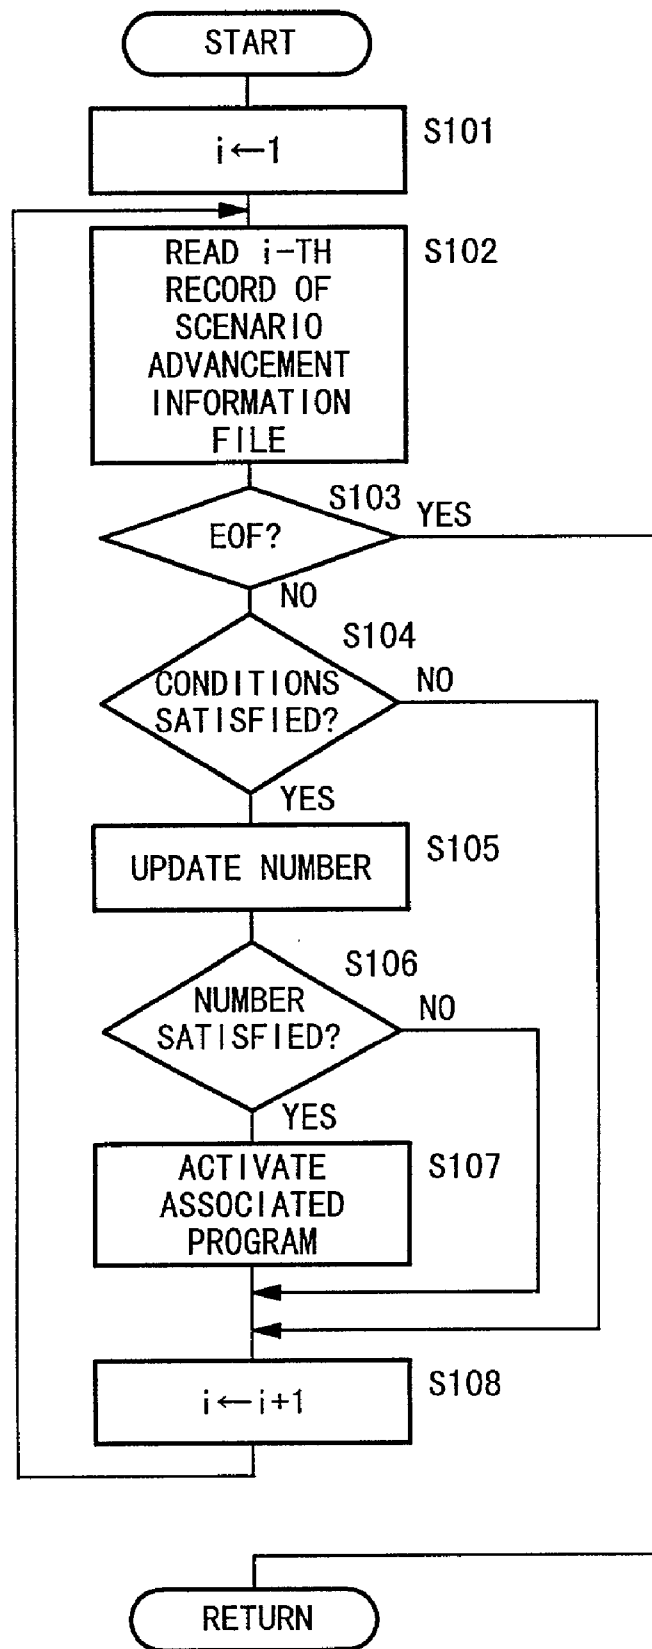 START
i←1
S101
READ i-TH
RECORD OF
SCENARIO
ADVANCEMENT
INFORMATION
FILE
S102
EOF?
S103
YES
NO
CONDITIONS
SATISFIED?
S104
NO
YES
UPDATE NUMBER
S105
NUMBER
SATISFIED?
S106
NO
YES
ACTIVATE
ASSOCIATED
PROGRAM
S107
i←i+1
S108
RETURN